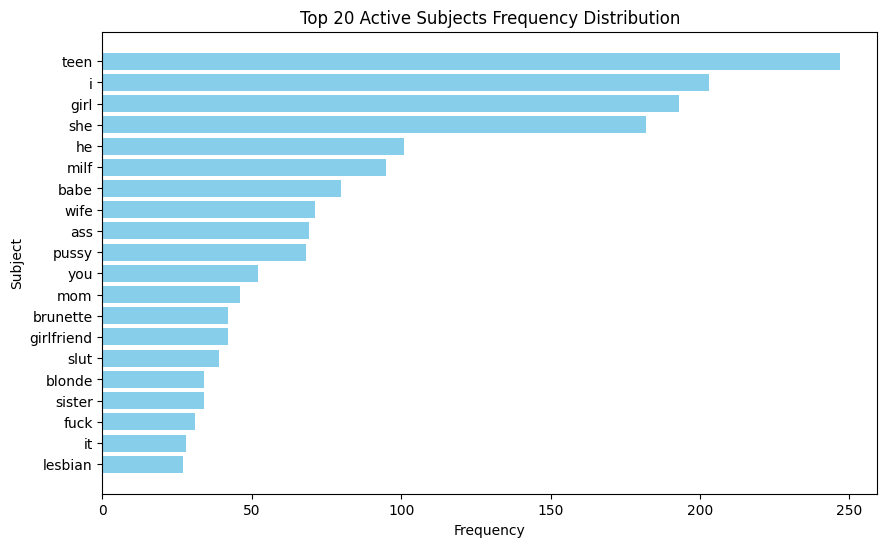 Top 20 Active Subjects Frequency Distribution
Subject
teen
i
girl
she
he
milf
babe
wife
ass
pussy
you
mom
brunette
girlfriend
slut
blonde
sister
fuck
it
lesbian
0 50 100 150 200 250
Frequency